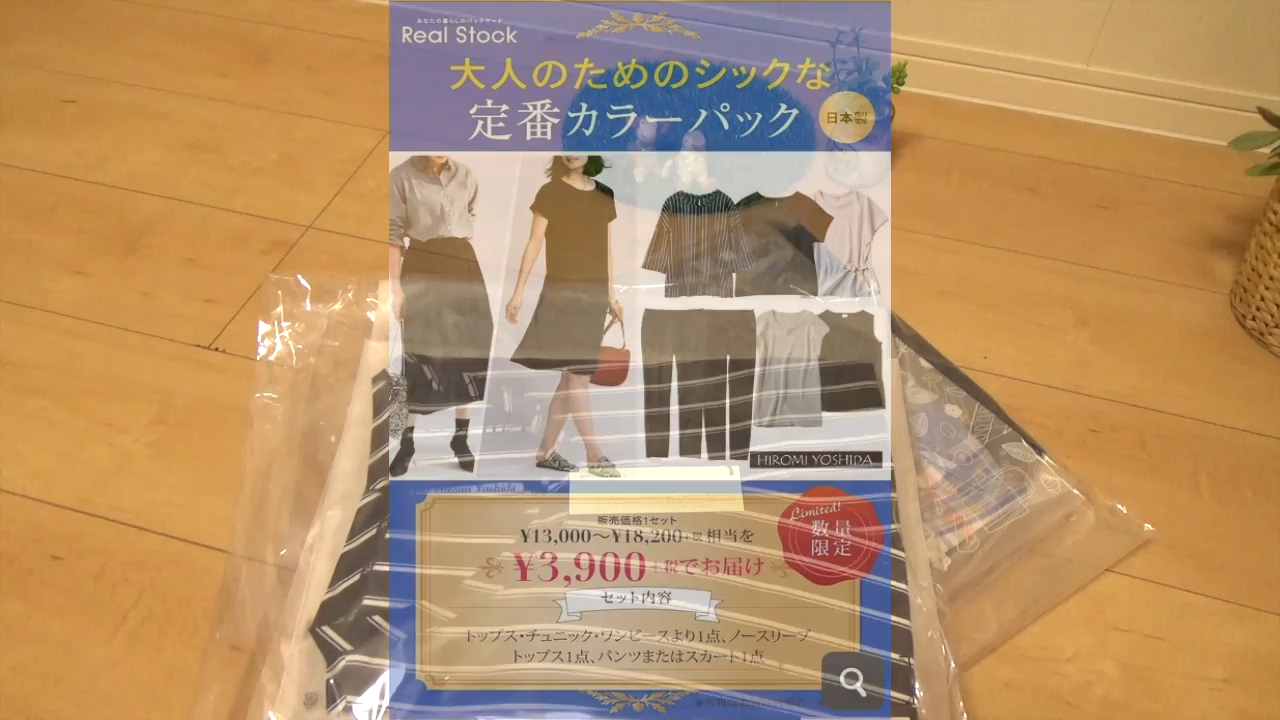 あなたの暮らしのバックヤード
Real Stock
大人のためのシックな
定番カラーパック
日本
HIROMI YOSHIDA
Hiromi Yoshida
販売価格1セット
¥13,000〜¥18,200+税相当を
¥3,900+税でお届け
Limited!
数量
限定
セット内容
トップス・チュニック・ワンピースより1点、ノースリーブ
トップス1点、パンツまたはスカート1点